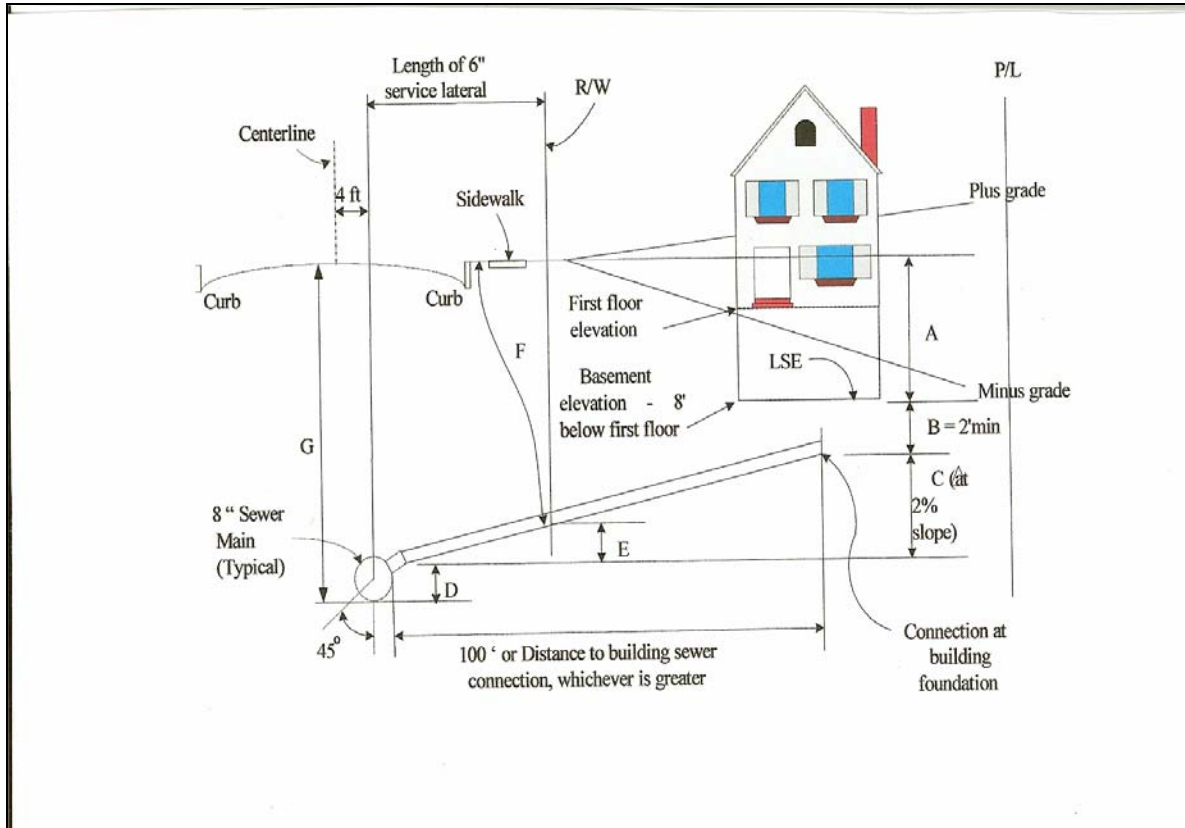 Length of 6"
service lateral
R/W
P/L
Centerline
4 ft
Sidewalk
Plus grade
Curb
Curb
First floor
elevation
A
F
LSE
Basement
elevation - 8'
below first floor
Minus grade
B = 2'min
G
C (at
2%
slope)
8 " Sewer
Main
(Typical)
E
D
45°
100 ' or Distance to building sewer
connection, whichever is greater
Connection at
building
foundation